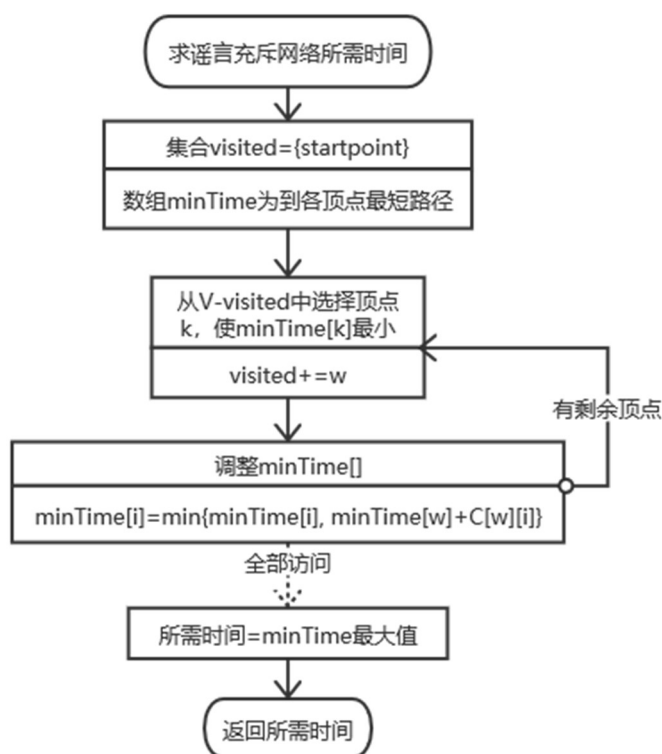 求谣言充斥网络所需时间
集合visited={startpoint}
数组minTime为到各顶点最短路径
从V-visited中选择顶点
k，使minTime[k]最小
visited+=w
有剩余顶点
调整minTime[]
minTime[i]=min{minTime[i], minTime[w]+C[w][i]}
全部访问
所需时间=minTime最大值
返回所需时间